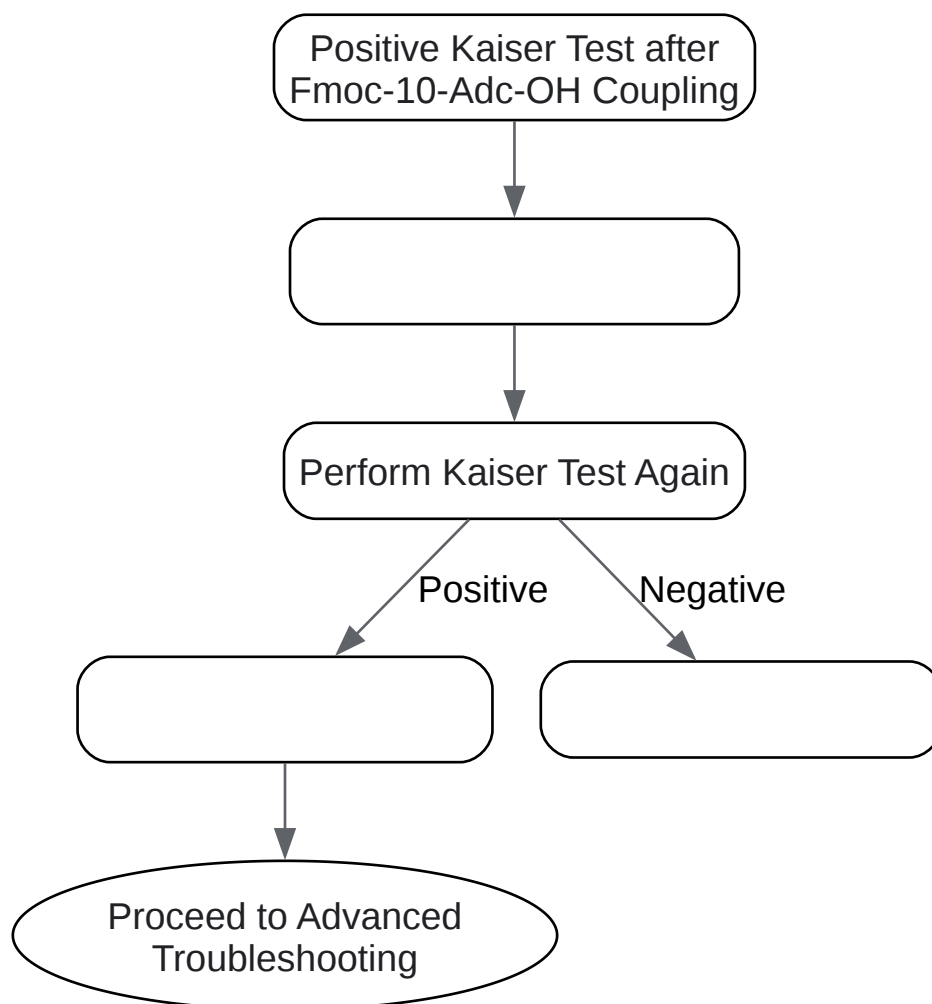 Positive Kaiser Test after
Fmoc-10-Adc-OH Coupling
Perform Kaiser Test Again
Positive
Negative
Proceed to Advanced
Troubleshooting